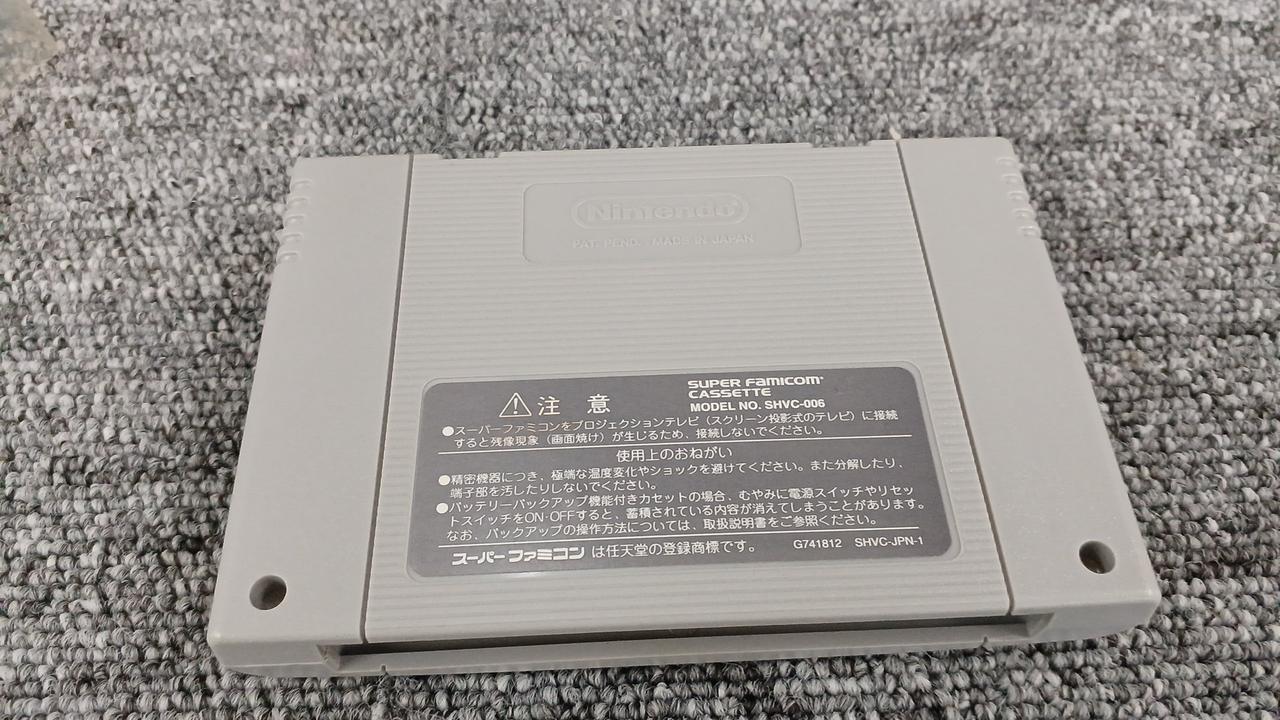 Nintendo
PAT. PEND. MADE IN JAPAN
⚠注 意
SUPER FAMICOM
CASSETTE
MODEL NO. SHVC-006
●スーパーファミコンをプロジェクションテレビ（スクリーン投影式のテレビ）に接続
すると残像現象（画面焼け）が生じるため、接続しないでください。
使用上のおねがい
●精密機器につき、極端な温度変化やショックを避けてください。また分解したり、
端子部を汚したりしないでください。
●バッテリーバックアップ機能付きカセットの場合、むやみに電源スイッチやリセッ
トスイッチをON-OFFすると、蓄積されている内容が消えてしまうことがあります。
なお、バックアップの操作方法については、取扱説明書をご参照ください。
スーパーファミコン は任天堂の登録商標です。 G741812 SHVC-JPN-1